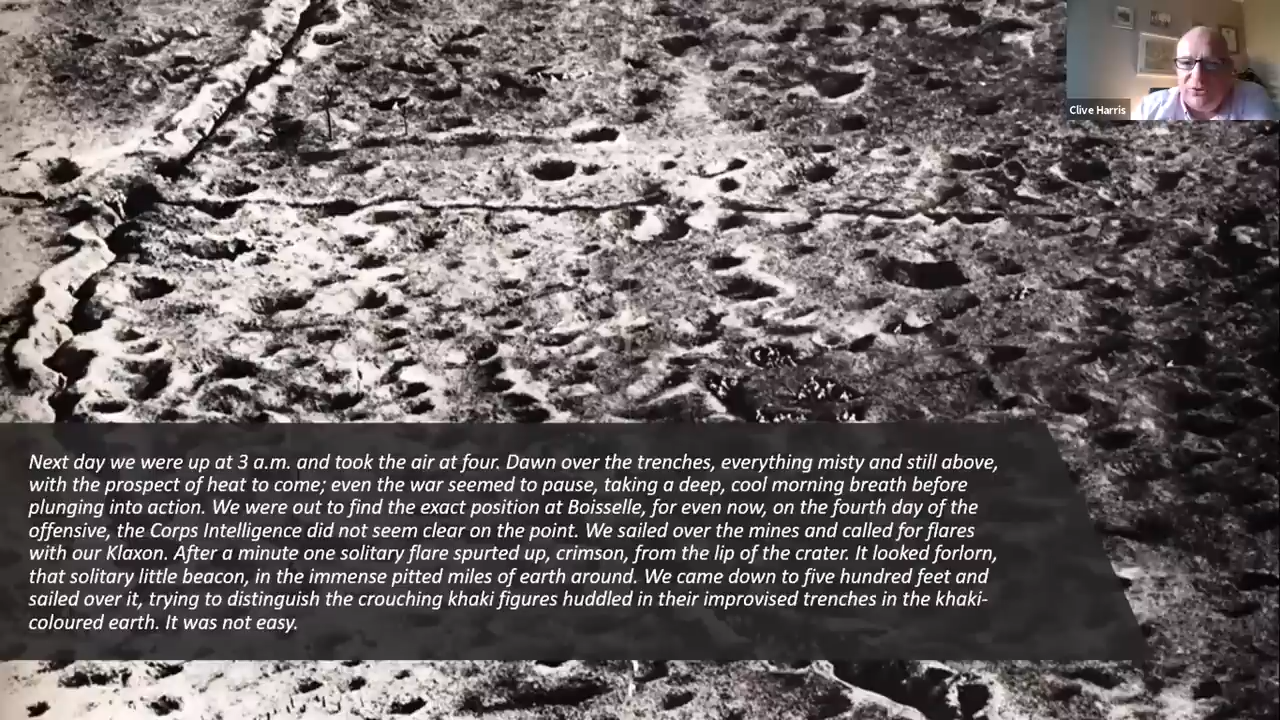 Clive Harris
Next day we were up at 3 a.m. and took the air at four. Dawn over the trenches, everything misty and still above,
with the prospect of heat to come; even the war seemed to pause, taking a deep, cool morning breath before
plunging into action. We were out to find the exact position at Boisselle, for even now, on the fourth day of the
offensive, the Corps Intelligence did not seem clear on the point. We sailed over the mines and called for flares
with our Klaxon. After a minute one solitary flare spurted up, crimson, from the lip of the crater. It looked forlorn,
that solitary little beacon, in the immense pitted miles of earth around. We came down to five hundred feet and
sailed over it, trying to distinguish the crouching khaki figures huddled in their improvised trenches in the khaki-
coloured earth. It was not easy.